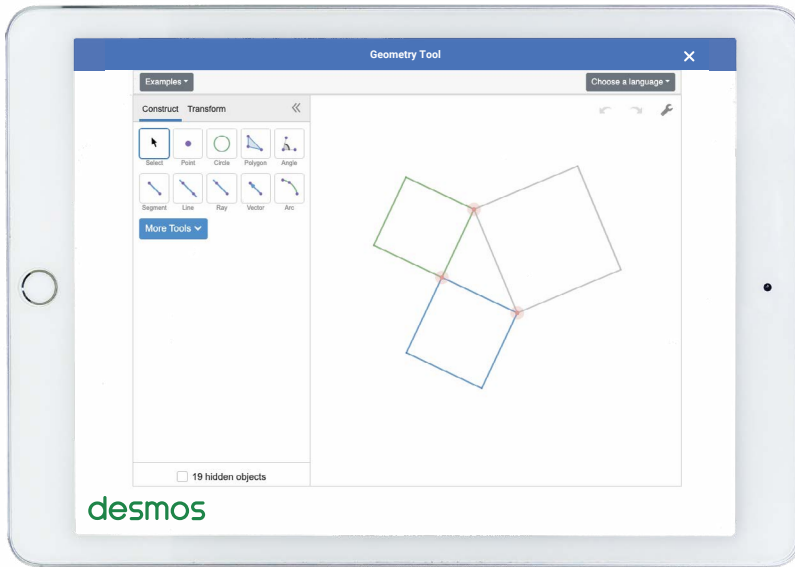 Geometry Tool
Examples
Choose a language
Construct Transform
Select Point Circle Polygon Angle
Segment Line Ray Vector Arc
More Tools
19 hidden objects
desmos